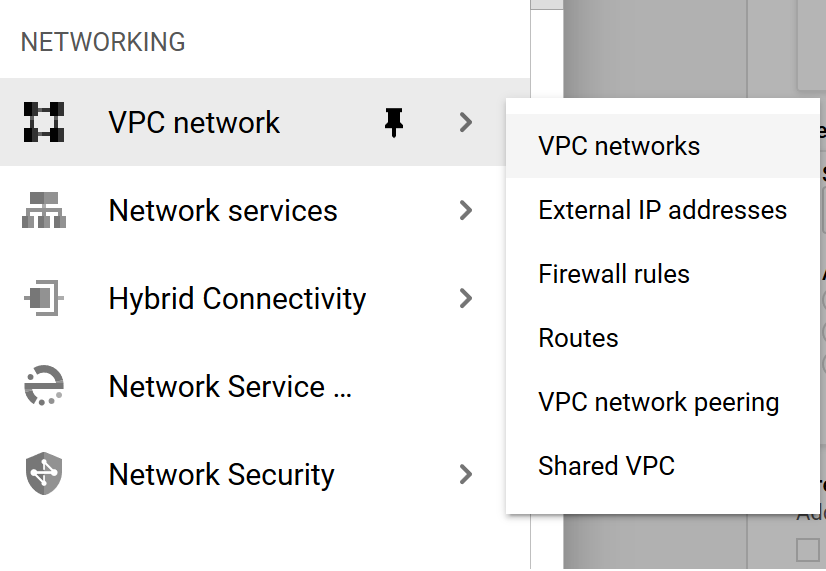 NETWORKING
VPC network
Network services
Hybrid Connectivity
Network Service ...
Network Security
VPC networks
External IP addresses
Firewall rules
Routes
VPC network peering
Shared VPC